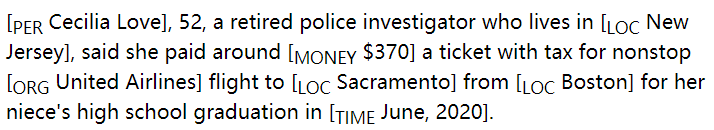 [PER Cecilia Love], 52, a retired police investigator who lives in [LOC New
Jersey], said she paid around [MONEY $370] a ticket with tax for nonstop
[ORG United Airlines] flight to [LOC Sacramento] from [LOC Boston] for her
niece's high school graduation in [TIME June, 2020].